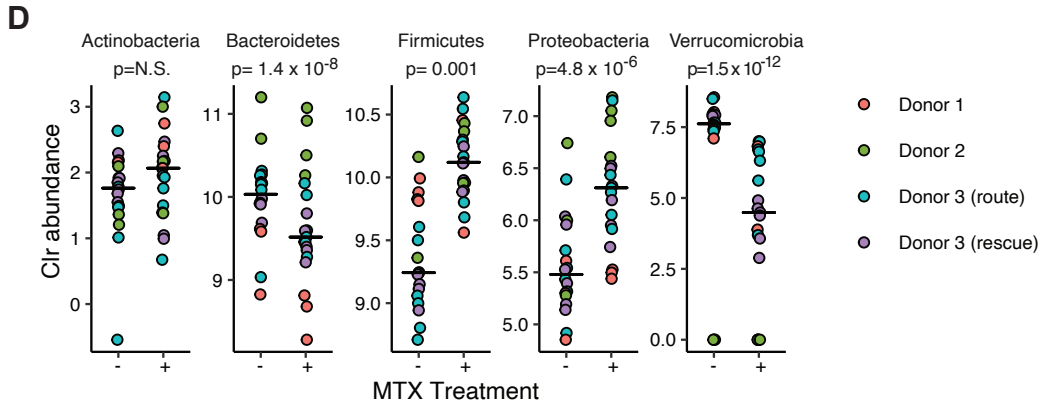 D
Actinobacteria
p=N.S.
Bacteroidetes
p= 1.4 x 10⁻⁸
Firmicutes
p= 0.001
Proteobacteria
p=4.8 x 10⁻⁶
Verrucomicrobia
p=1.5 x 10⁻¹²
Clr abundance
3
2
1
0
11
10
9
10.5
10.0
9.5
9.0
7.0
6.5
6.0
5.5
5.0
7.5
5.0
2.5
0.0
- +
- +
- +
- +
- +
MTX Treatment
Donor 1
Donor 2
Donor 3 (route)
Donor 3 (rescue)